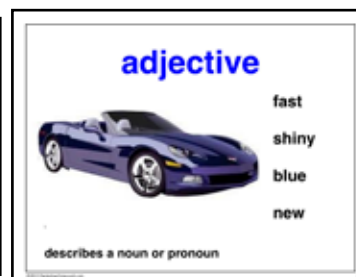 adjective
fast
shiny
blue
new
describes a noun or pronoun